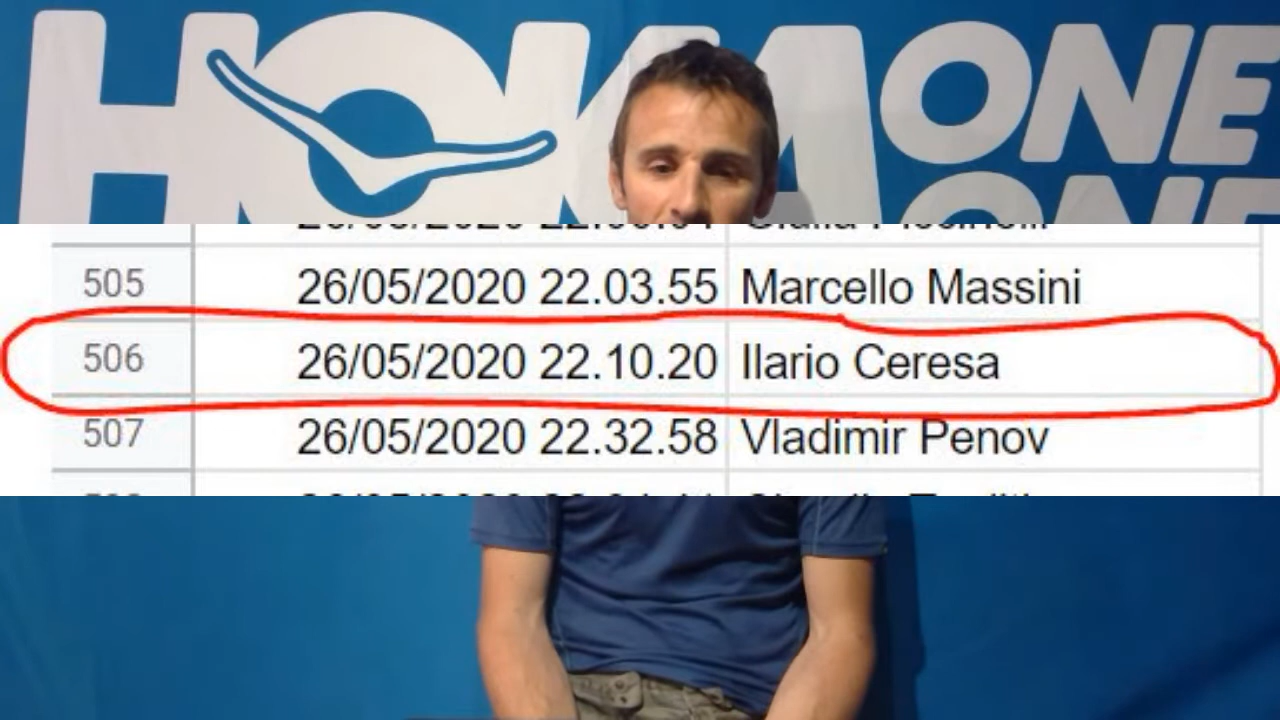 HOKA ONE
ONE
505 26/05/2020 22.03.55 Marcello Massini
506 26/05/2020 22.10.20 Ilario Ceresa
507 26/05/2020 22.32.58 Vladimir Penov